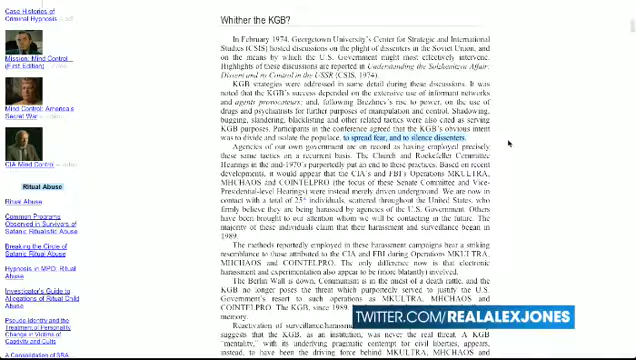 Case Histories of
Criminal Hypnosis
Mission: Mind Control
(First Edition)
Mind Control: America's
Secret War
CIA Mind Control
Ritual Abuse
Ritual Abuse
Common Programs
Observed in Survivors of
Satanic Ritualistic Abuse
Breaking the Circle of
Satanic Ritual Abuse
Hypnosis in MPD: Ritual
Abuse
Investigator's Guide to
Allegations of Ritual Child
Abuse
Pseudo-Identity and the
Treatment of Personality
Change in Victims of
Captivity and Cults
A Compilation of SRA
Whither the KGB?
In February 1974, Georgetown University's Center for Strategic and International
Studies (CSIS) hosted discussions on the plight of dissenters in the Soviet Union, and
on the means by which the U.S. Government might most effectively intervene.
Highlights of these discussions are reported in Understanding the Solzhenitsyn Affair:
Dissent and its Control in the USSR (CSIS, 1974).
KGB strategies were addressed in some detail during these discussions. It was
noted that the KGB's success depended on the extensive use of informant networks
and agents provocateurs; and, following Brezhnev's rise to power, on the use of
drugs and psychiatrists for further purposes of manipulation and control. Shadowing,
bugging, slandering, blacklisting and other related tactics were also cited as serving
KGB purposes. Participants in the conference agreed that the KGB's obvious intent
was to divide and isolate the populace, to spread fear, and to silence dissenters.
Agencies of our own government are on record as having employed precisely
these same tactics on a recurrent basis. The Church and Rockefeller Committee
Hearings in the mid-1970's purportedly put an end to these practices. Based on recent
developments, it would appear that the CIA's and FBI's Operations MKULTRA,
MHCHAOS and COINTELPRO (the focus of these Senate Committee and Vice-
Presidential-level Hearings) were instead merely driven underground. We are now in
contact with a total of 25 individuals, scattered throughout the United States, who
firmly believe they are being harassed by agencies of the U.S. Government. Others
have been brought to our attention whom we will be contacting in the future. The
majority of these individuals claim that their harassment and surveillance began in
1989.
The methods reportedly employed in these harassment campaigns bear a striking
resemblance to those attributed to the CIA and FBI during Operations MKULTRA,
MHCHAOS and COINTELPRO. The only difference now is that electronic
harassment and experimentation also appear to be (more blatantly) involved.
The Berlin Wall is down, Communism is in the midst of a death rattle, and the
KGB no longer poses the threat which purportedly served to justify the U.S.
Government's resort to such operations as MKULTRA, MHCHAOS and
COINTELPRO. The KGB, since 1989,
memory.
Reactivation of surveillance/harassm
suggests that the KGB, as an institution, was never the real threat. A KGB
"mentality," with its underlying pragmatic contempt for civil liberties, appears,
instead, to have been the driving force behind MKULTRA, MHCHAOS and
TWITTER.COM/REALALEXJONES